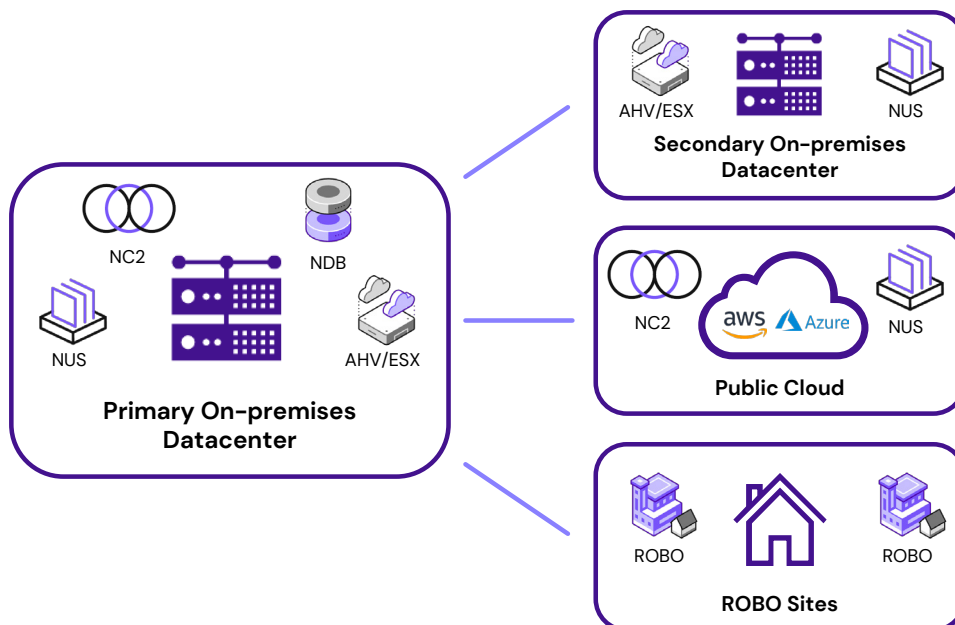 NC2
NDB
NUS
AHV/ESX
Primary On-premises
Datacenter
AHV/ESX
NUS
Secondary On-premises
Datacenter
NC2
aws
Azure
NUS
Public Cloud
ROBO
ROBO
ROBO Sites